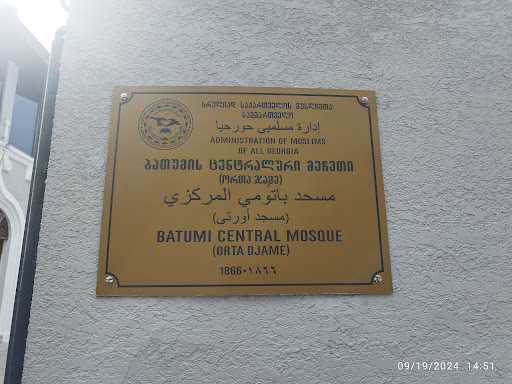 სრულიად საქართველოს მუსლიმთა
სამმართველო
إدارة مسلميي جورجيا
ADMINISTRATION OF MUSLIMS
OF ALL GEORGIA
ბათუმის ცენტრალური მეჩეთი
(ორთა ჯამე)
مسجد باتومي المركزي
(مسجد أورتى)
BATUMI CENTRAL MOSQUE
(ORTA DJAME)
1866-١٨٦٦
09/19/2024 14:51